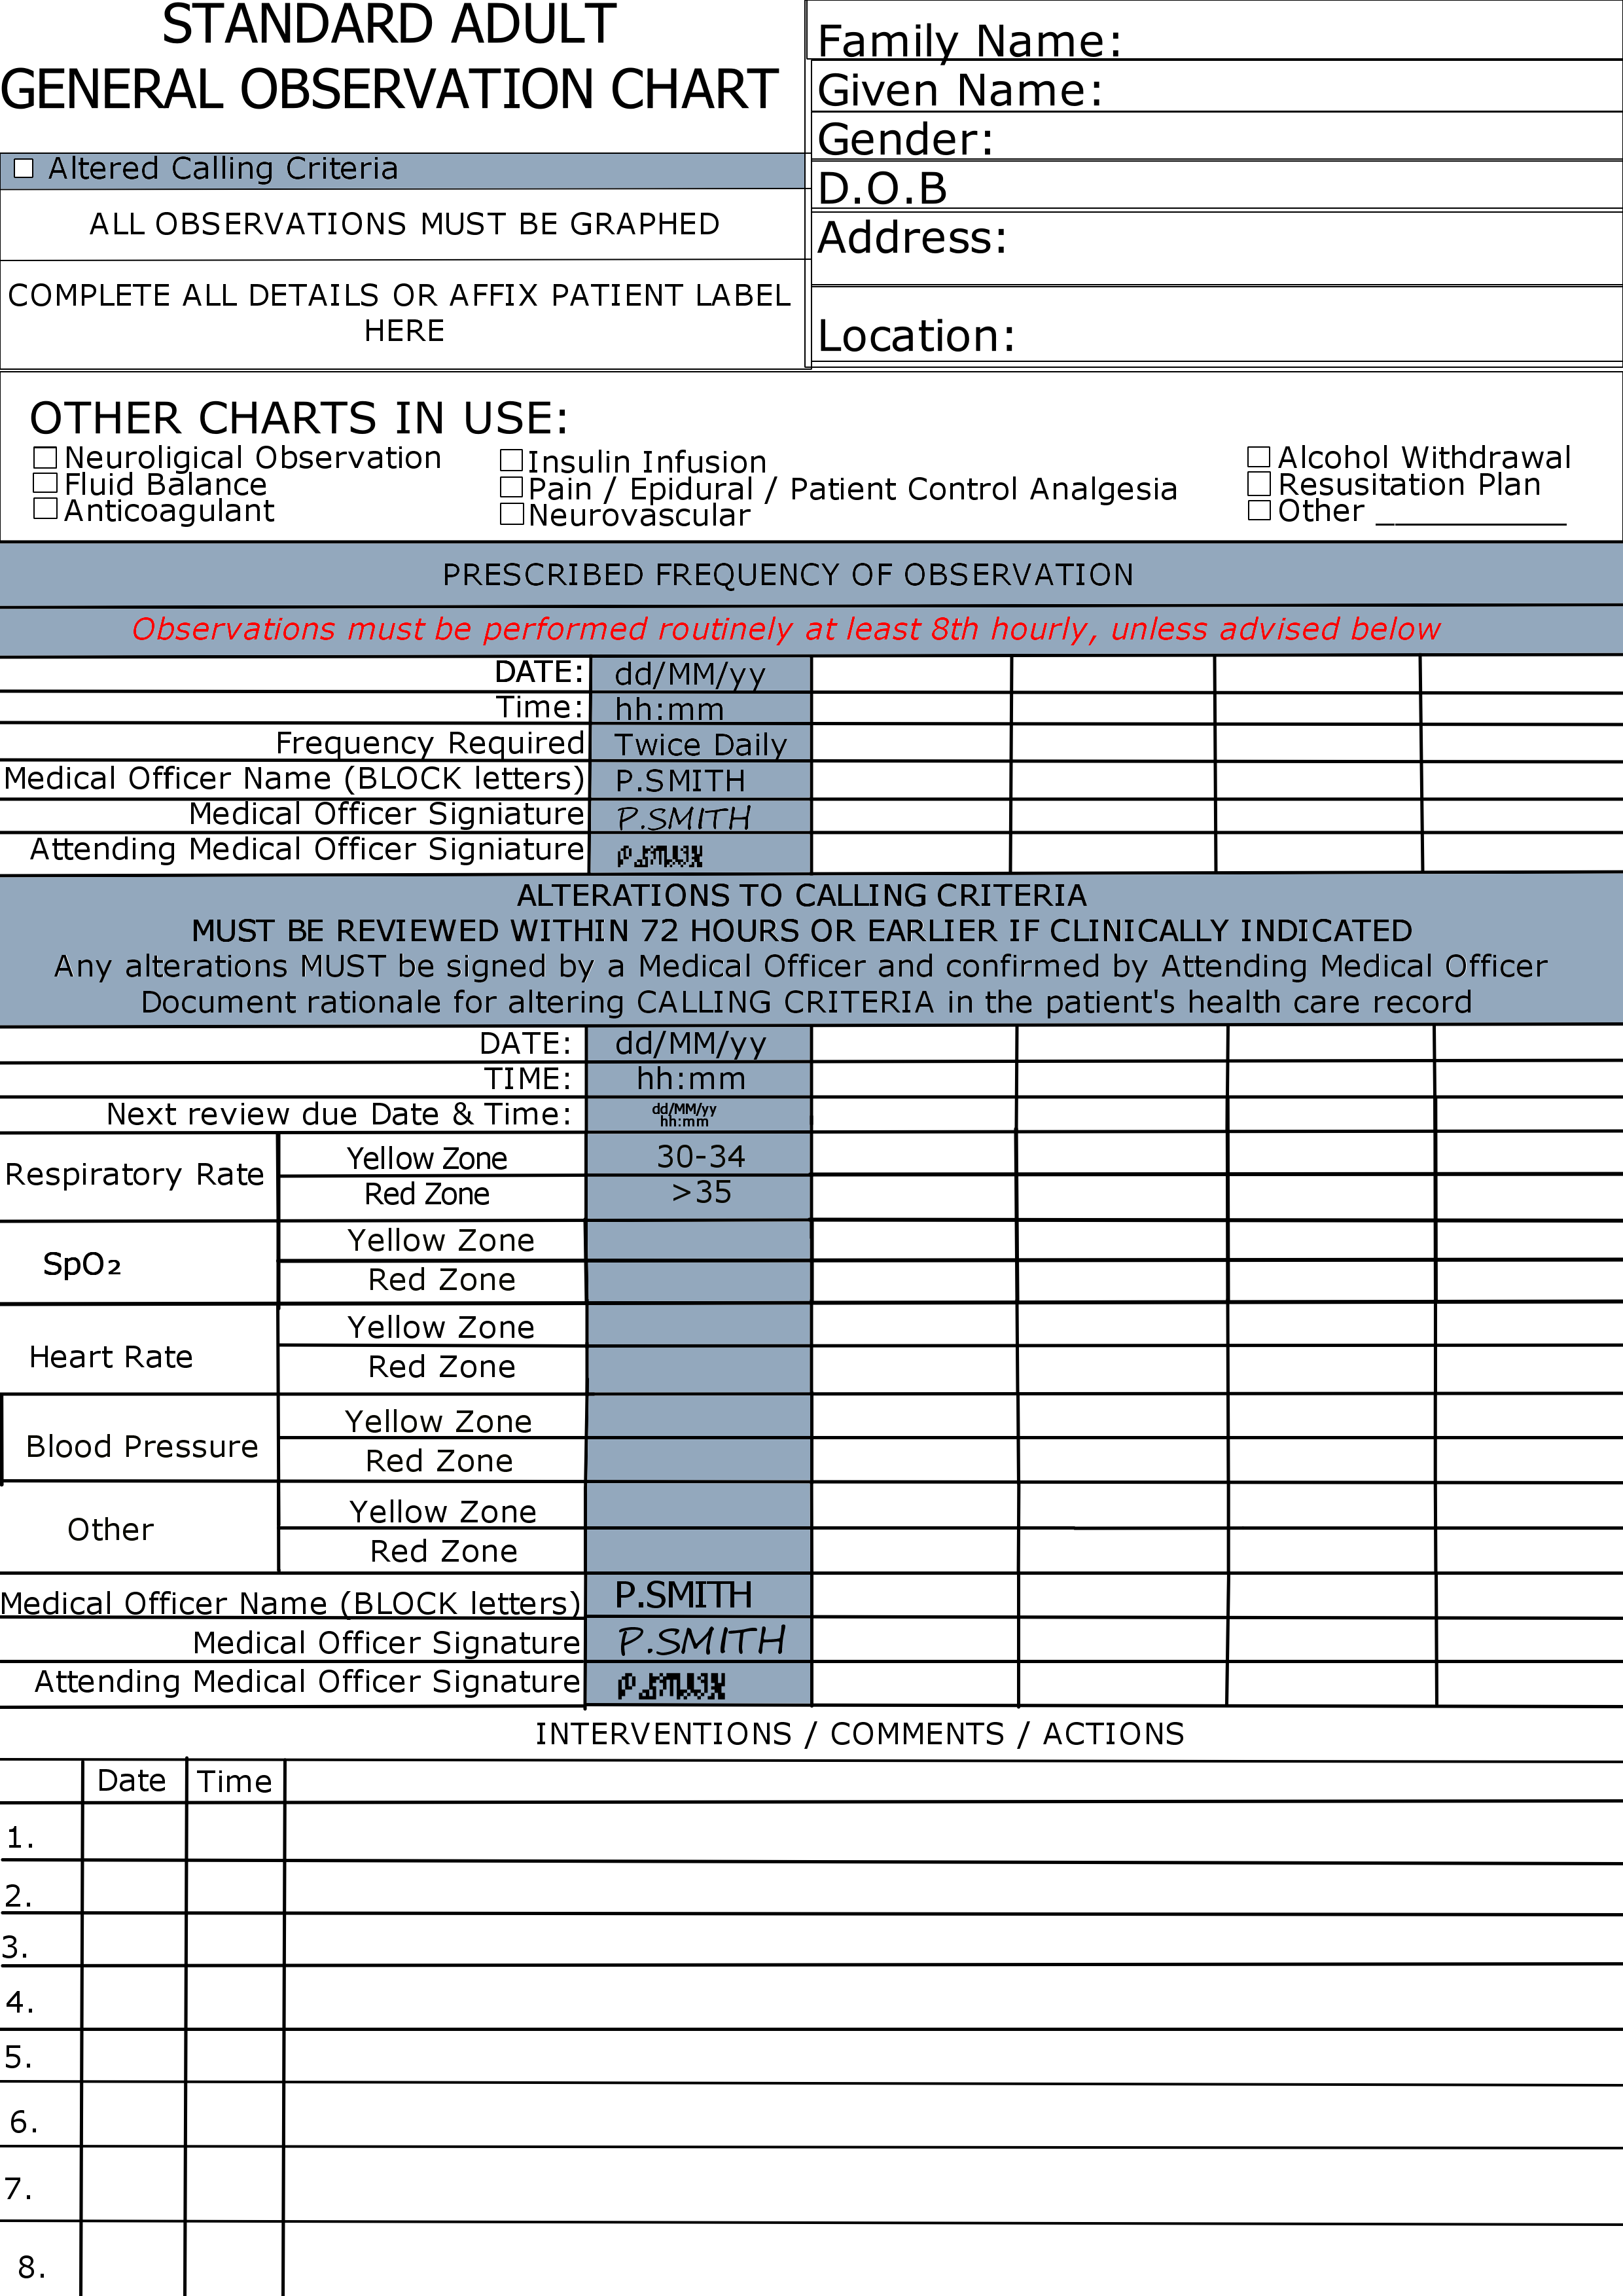 STANDARD ADULT
GENERAL OBSERVATION CHART
Altered Calling Criteria
ALL OBSERVATIONS MUST BE GRAPHED
COMPLETE ALL DETAILS OR AFFIX PATIENT LABEL
HERE
Family Name:
Given Name:
Gender:
D.O.B
Address:
Location:
OTHER CHARTS IN USE:
Neuroligical Observation
Fluid Balance
Anticoagulant
Insulin Infusion
Pain / Epidural / Patient Control Analgesia
Neurovascular
Alcohol Withdrawal
Resusitation Plan
Other __________
PRESCRIBED FREQUENCY OF OBSERVATION
Observations must be performed routinely at least 8th hourly, unless advised below
DATE: dd/MM/yy
Time: hh:mm
Frequency Required Twice Daily
Medical Officer Name (BLOCK letters) P.SMITH
Medical Officer Signiature P.SMITH
Attending Medical Officer Signiature
ALTERATIONS TO CALLING CRITERIA
MUST BE REVIEWED WITHIN 72 HOURS OR EARLIER IF CLINICALLY INDICATED
Any alterations MUST be signed by a Medical Officer and confirmed by Attending Medical Officer
Document rationale for altering CALLING CRITERIA in the patient's health care record
DATE: dd/MM/yy
TIME: hh:mm
Next review due Date & Time: dd/MM/yy
hh:mm
Respiratory Rate
Yellow Zone 30-34
Red Zone >35
SpO₂
Yellow Zone
Red Zone
Heart Rate
Yellow Zone
Red Zone
Blood Pressure
Yellow Zone
Red Zone
Other
Yellow Zone
Red Zone
Medical Officer Name (BLOCK letters) P.SMITH
Medical Officer Signature P.SMITH
Attending Medical Officer Signature
INTERVENTIONS / COMMENTS / ACTIONS
Date Time
1.
2.
3.
4.
5.
6.
7.
8.